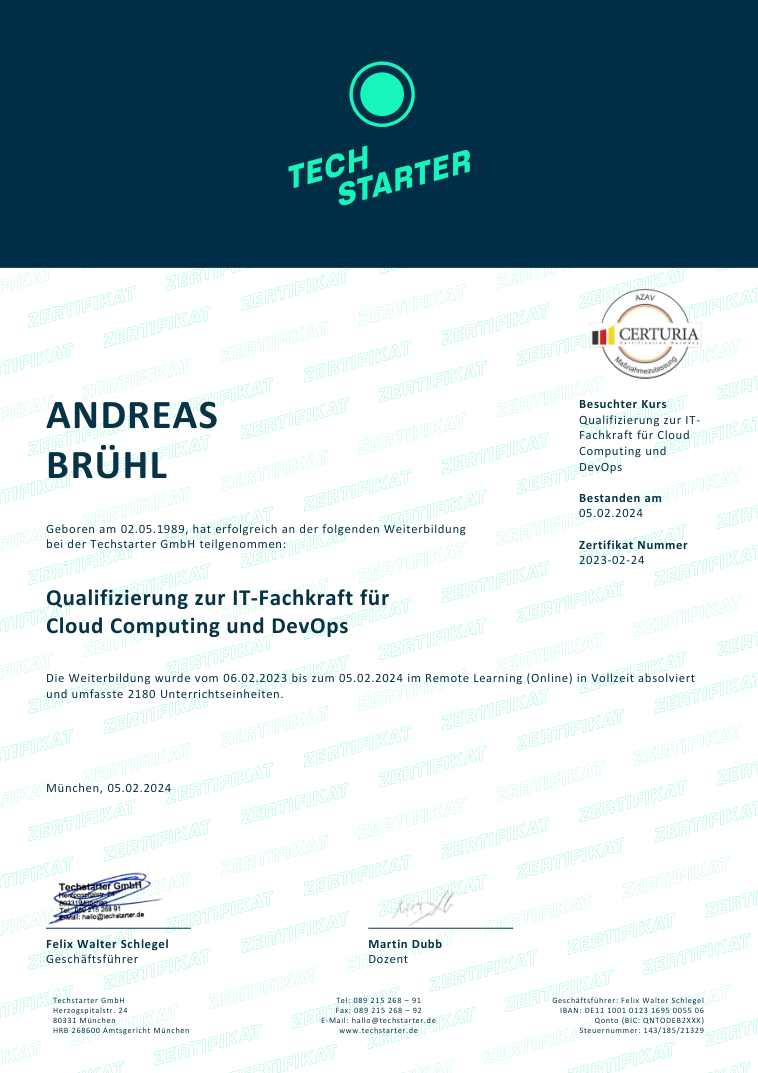 TECH
STARTER
AZAV
CERTURIA
Certification Germany
Maßnahmezulassung
ANDREAS
BRÜHL
Geboren am 02.05.1989, hat erfolgreich an der folgenden Weiterbildung
bei der Techstarter GmbH teilgenommen:
Besuchter Kurs
Qualifizierung zur IT-
Fachkraft für Cloud
Computing und
DevOps
Bestanden am
05.02.2024
Zertifikat Nummer
2023-02-24
Qualifizierung zur IT-Fachkraft für
Cloud Computing und DevOps
Die Weiterbildung wurde vom 06.02.2023 bis zum 05.02.2024 im Remote Learning (Online) in Vollzeit absolviert
und umfasste 2180 Unterrichtseinheiten.
München, 05.02.2024
Techstarter GmbH
Herzogspitalstr. 24
80331 München
Tel: 089 215 268 91
E-Mail: hallo@techstarter.de
Felix Walter Schlegel
Geschäftsführer
Martin Dubb
Dozent
Techstarter GmbH
Herzogspitalstr. 24
80331 München
HRB 268600 Amtsgericht München
Tel: 089 215 268 – 91
Fax: 089 215 268 – 92
E-Mail: hallo@techstarter.de
www.techstarter.de
Geschäftsführer: Felix Walter Schlegel
IBAN: DE11 1001 0123 1695 0055 06
Qonto (BIC: QNTODEB2XXX)
Steuernummer: 143/185/21329
ZERTIFIKAT